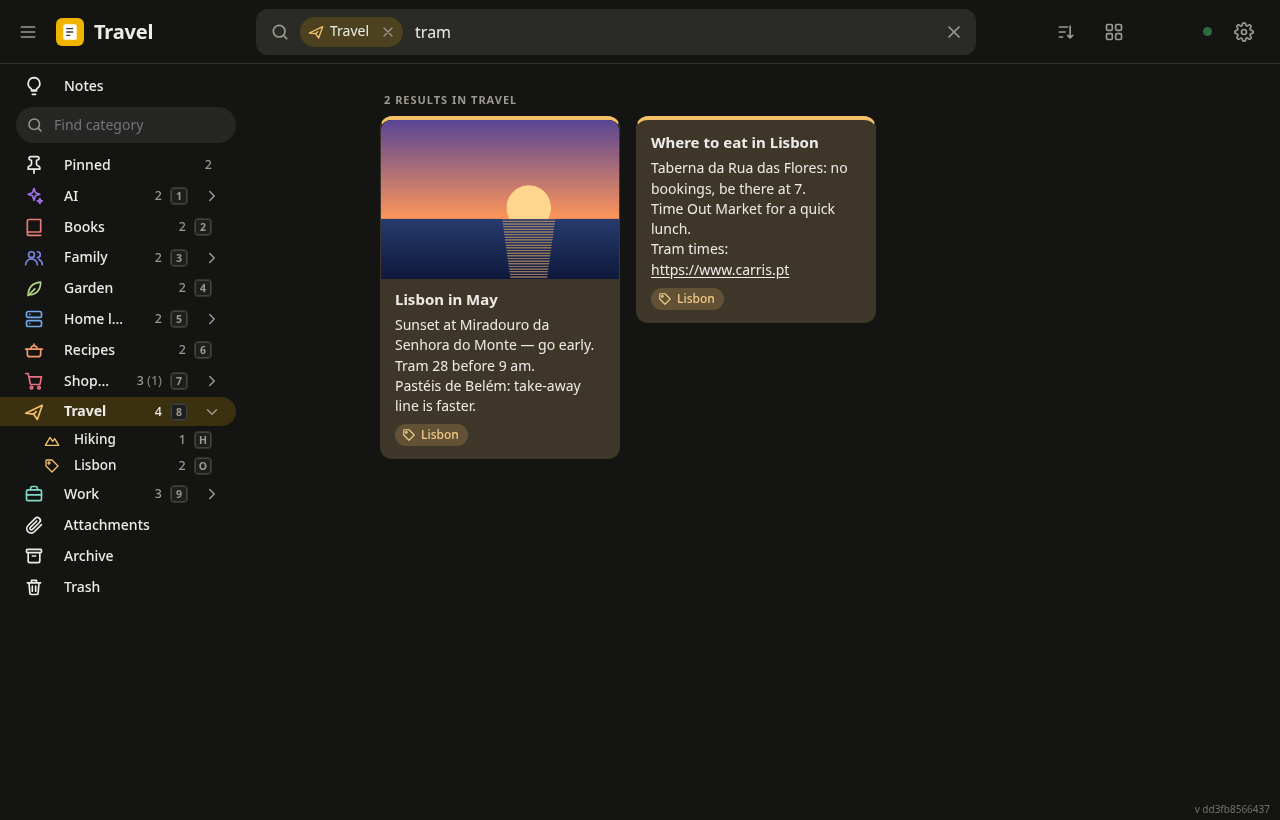 Travel
Travel
tram
Notes
Find category
Pinned 2
AI 2 1
Books 2 2
Family 2 3
Garden 2 4
Home l... 2 5
Recipes 2 6
Shop... 3 (1) 7
Travel 4 8
Hiking 1 H
Lisbon 2 O
Work 3 9
Attachments
Archive
Trash
2 RESULTS IN TRAVEL
Lisbon in May
Sunset at Miradouro da
Senhora do Monte — go early.
Tram 28 before 9 am.
Pastéis de Belém: take-away
line is faster.
Lisbon
Where to eat in Lisbon
Taberna da Rua das Flores: no
bookings, be there at 7.
Time Out Market for a quick
lunch.
Tram times:
https://www.carris.pt
Lisbon
v dd3fb8566437